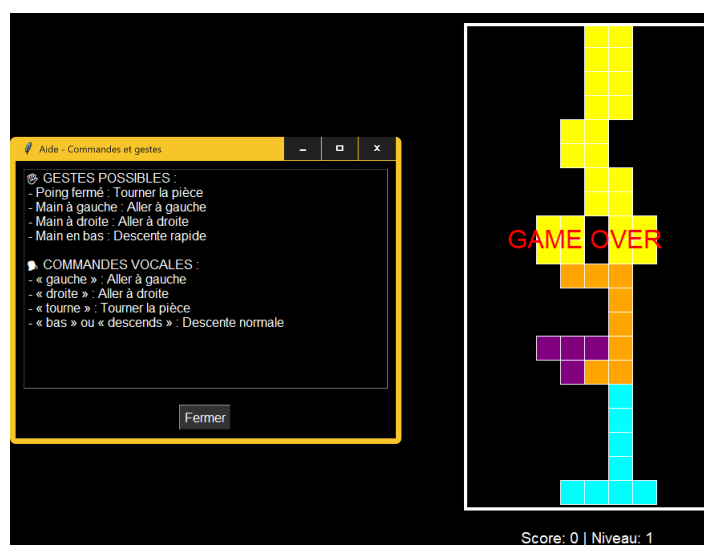 Aide - Commandes et gestes
GESTES POSSIBLES :
- Poing fermé : Tourner la pièce
- Main à gauche : Aller à gauche
- Main à droite : Aller à droite
- Main en bas : Descente rapide
COMMANDES VOCALES :
- « gauche » : Aller à gauche
- « droite » : Aller à droite
- « tourne » : Tourner la pièce
- « bas » ou « descends » : Descente normale
Fermer
GAME OVER
Score: 0 | Niveau: 1